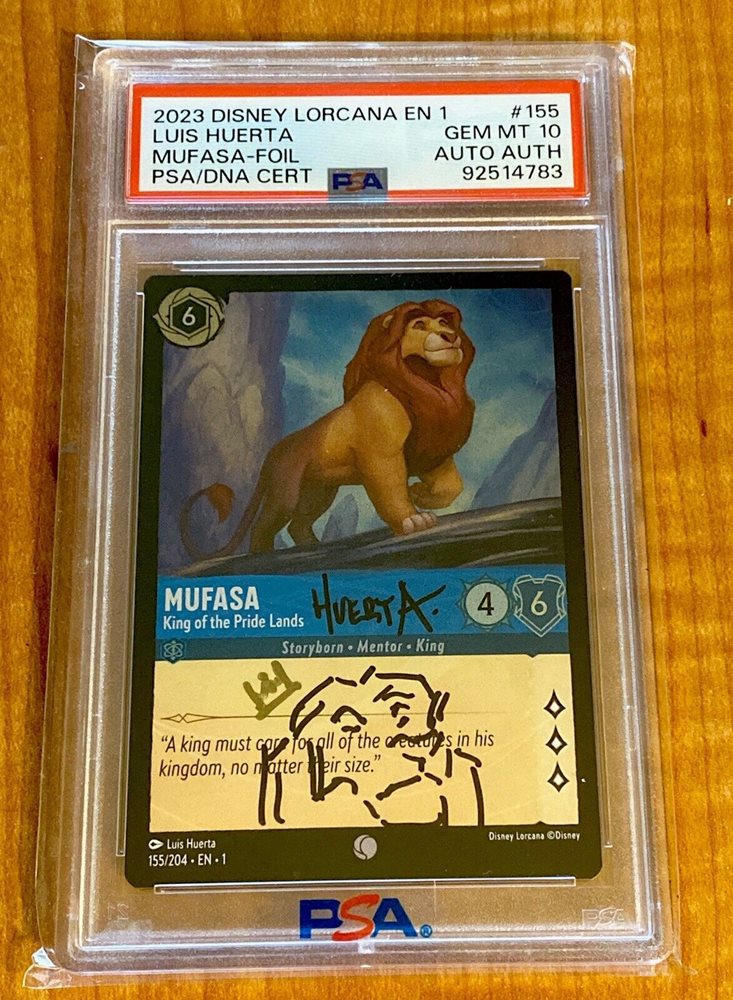 2023 DISNEY LORCANA EN 1 #155
LUIS HUERTA GEM MT 10
MUFASA-FOIL AUTO AUTH
PSA/DNA CERT PSA 92514783
6
MUFASA
King of the Pride Lands
HUERTA.
4 6
Storyborn • Mentor • King
"A king must care for all of the creatures in his
kingdom, no matter their size."
Luis Huerta
155/204 • EN • 1
Disney Lorcana ©Disney
PSA®
PSA